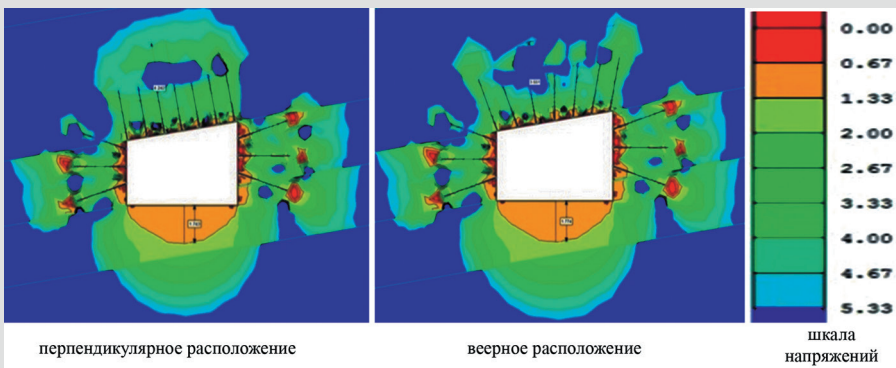 0.00
0.67
1.33
2.00
2.67
3.33
4.00
4.67
5.33
перпендикулярное расположение
веерное расположение
шкала
напряжений